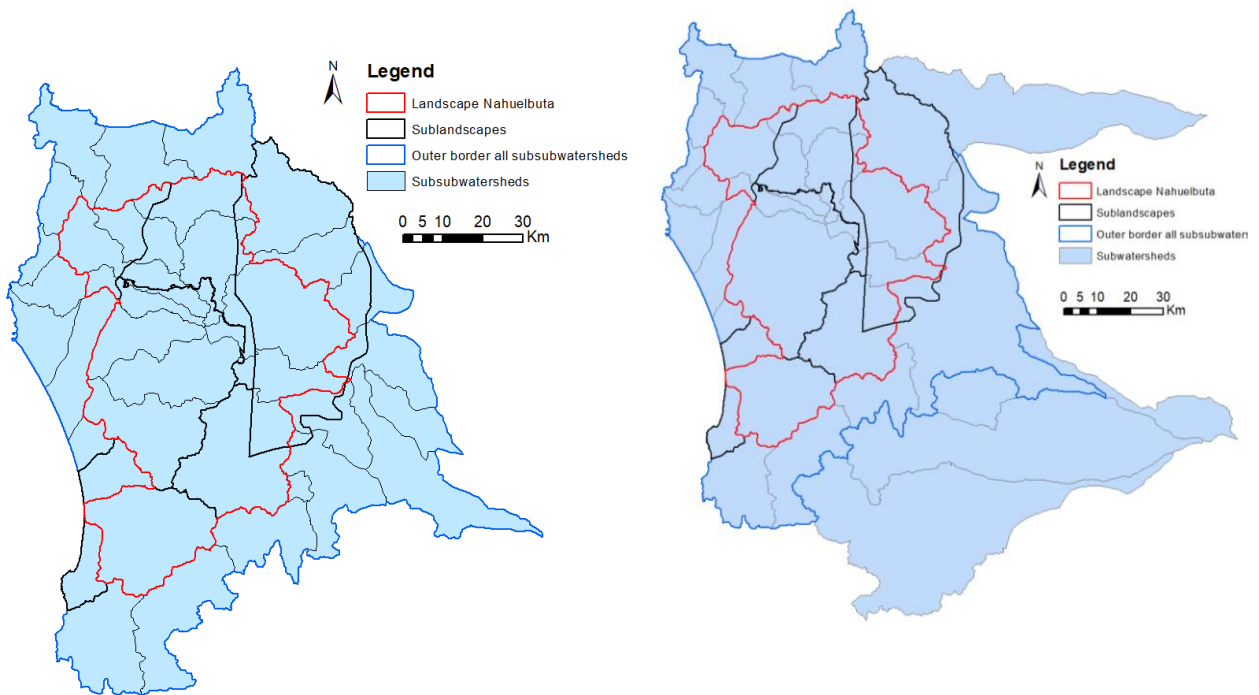 N
Legend
Landscape Nahuelbuta
Sublandscapes
Outer border all subsubwatersheds
Subsubwatersheds
0 5 10 20 30
Km
N
Legend
Landscape Nahuelbuta
Sublandscapes
Outer border all subsubwaters
Subwatersheds
0 5 10 20 30
Km